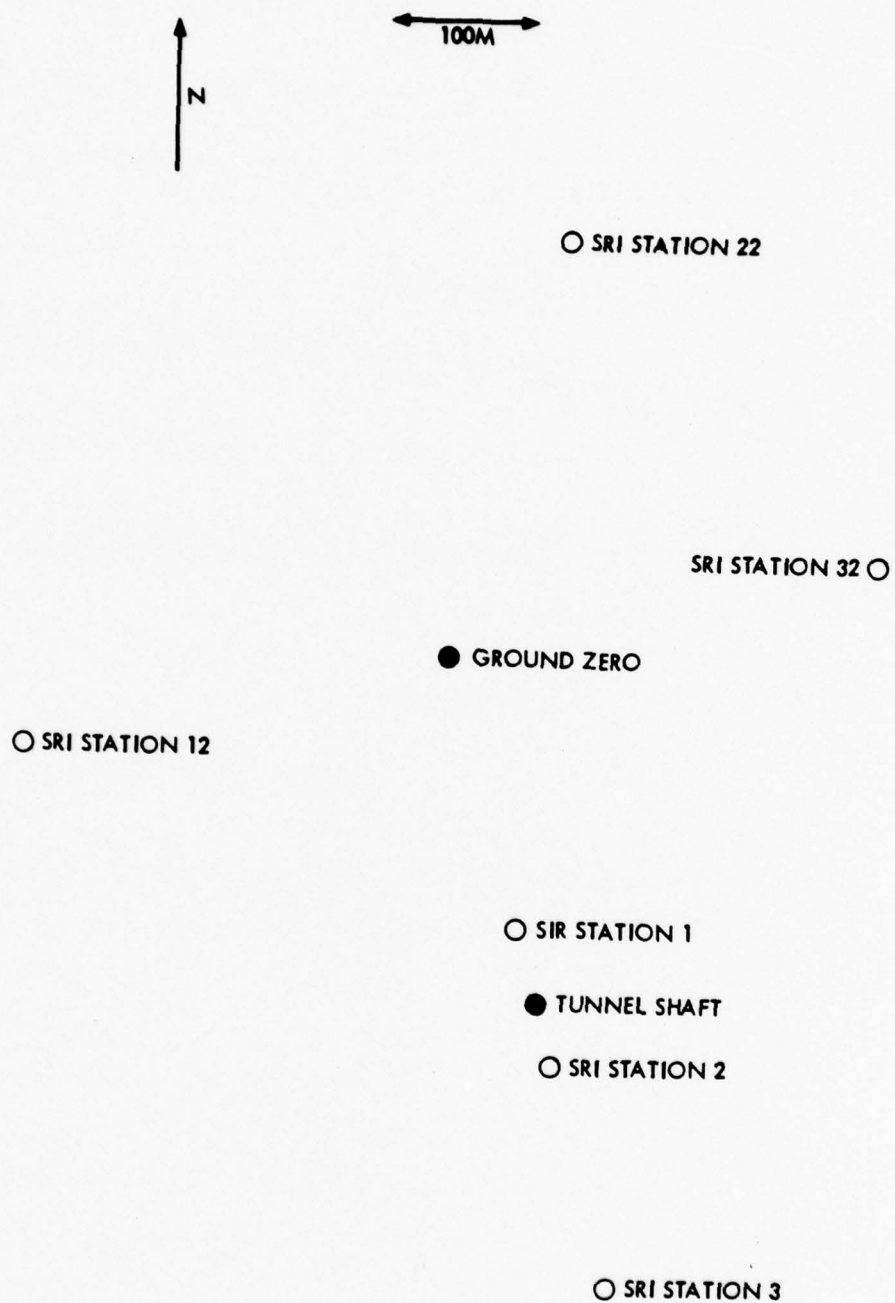 100M
N
SRI STATION 22
SRI STATION 32
GROUND ZERO
SRI STATION 12
SIR STATION 1
TUNNEL SHAFT
SRI STATION 2
SRI STATION 3